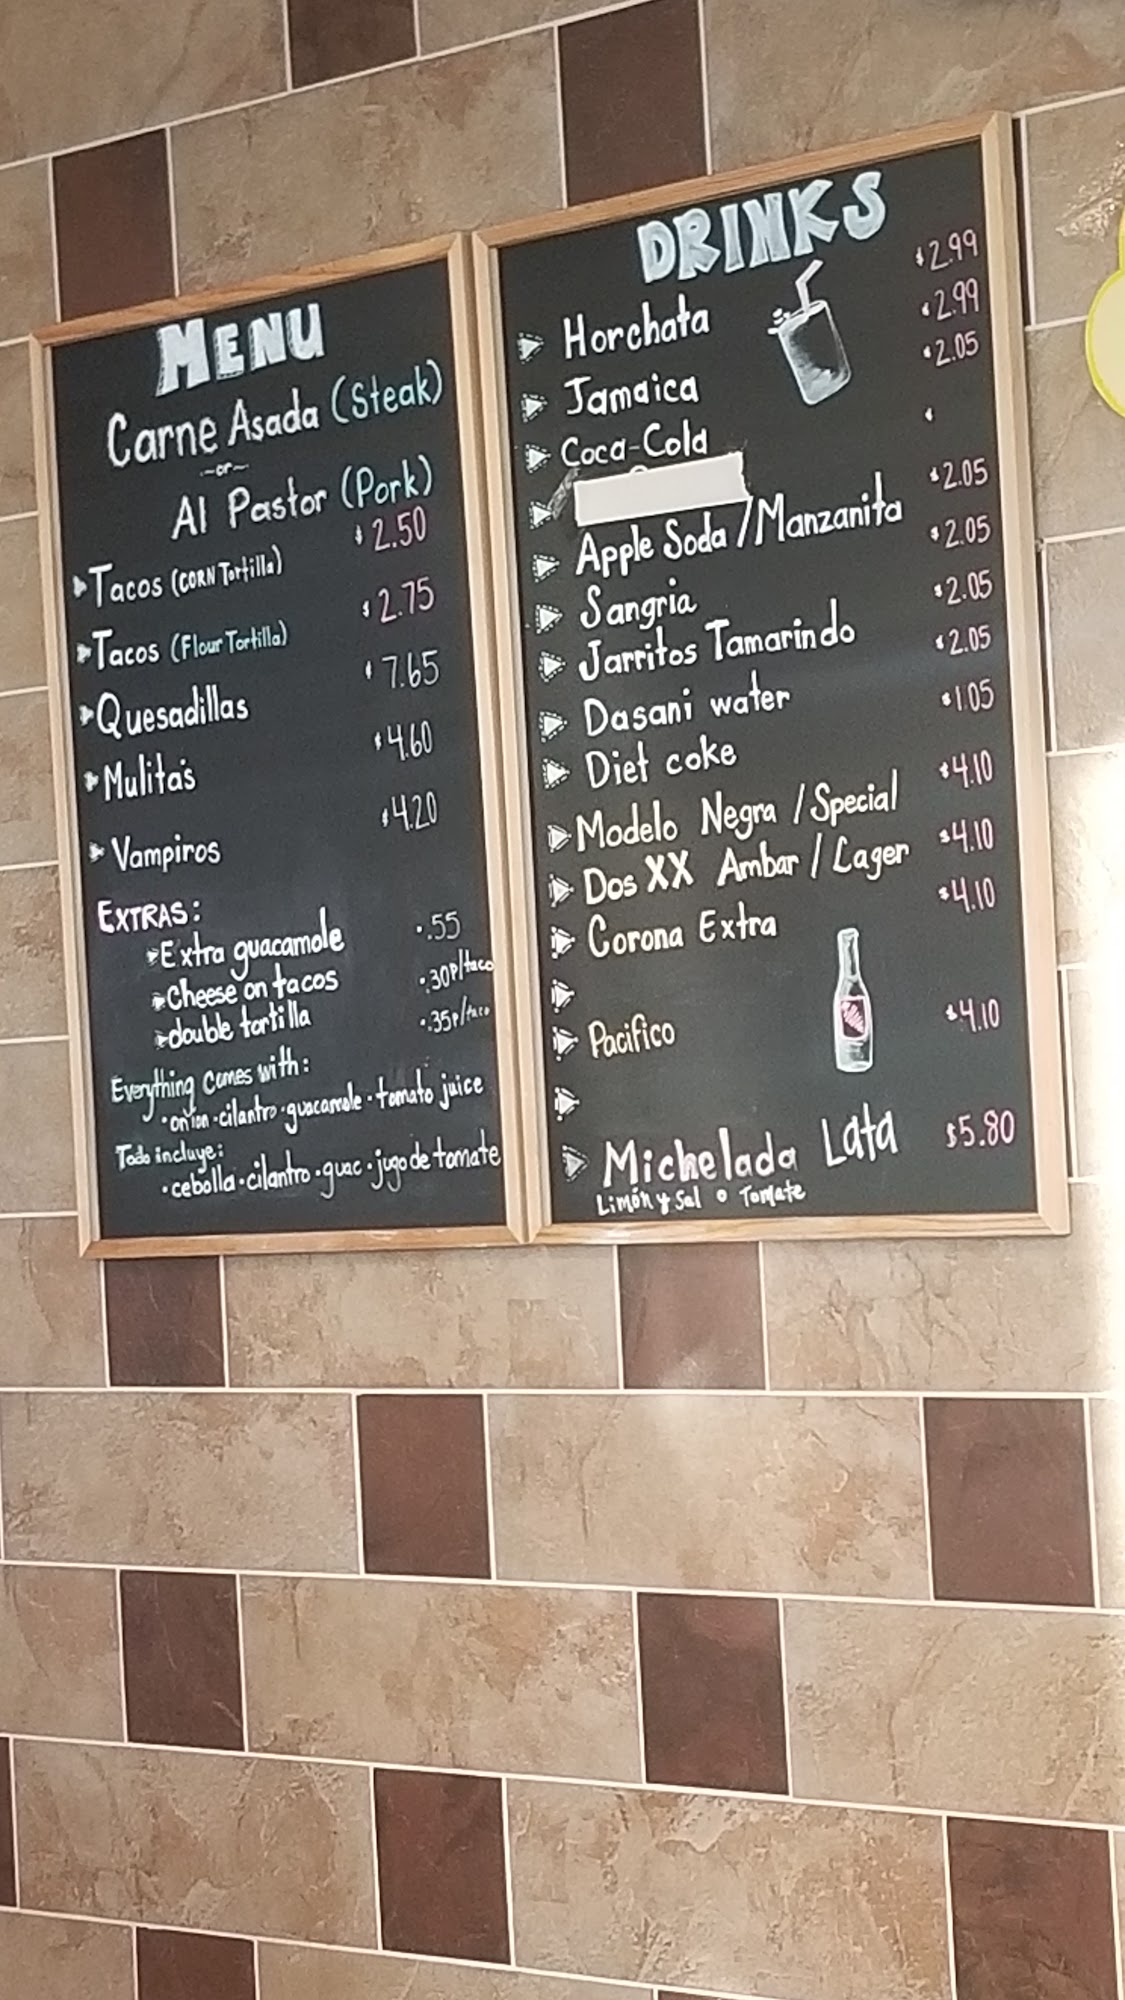 MENU
Carne Asada (Steak)
~or~
Al Pastor (Pork)
Tacos (CORN Tortilla) $2.50
Tacos (Flour Tortilla) $2.75
Quesadillas $7.65
Mulita's $4.60
Vampiros $4.20
EXTRAS:
Extra guacamole .55
Cheese on tacos .30p/taco
double tortilla .35p/taco
Everything comes with:
•onion•cilantro•guacamole•tomato juice
Todo incluye:
•cebolla•cilantro•guac•jugo de tomate
DRINKS
Horchata $2.99
Jamaica $2.99
Coca-Cola $2.05
Apple Soda/Manzanita $2.05
Sangria $2.05
Jarritos Tamarindo $2.05
Dasani water $2.05
Diet coke $1.05
Modelo Negra/Special $4.10
Dos XX Ambar/Lager $4.10
Corona Extra $4.10
Pacifico $4.10
Michelada Lata $5.80
Limón y Sal o Tomate